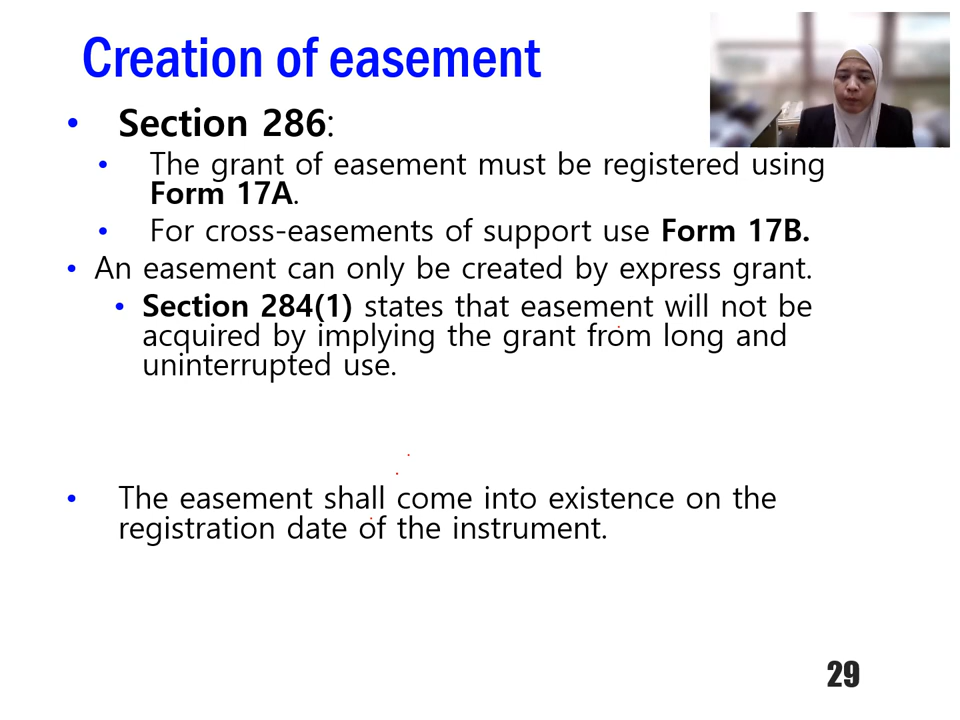 Creation of easement
• Section 286:
• The grant of easement must be registered using
Form 17A.
• For cross-easements of support use Form 17B.
• An easement can only be created by express grant.
• Section 284(1) states that easement will not be
acquired by implying the grant from long and
uninterrupted use.
• The easement shall come into existence on the
registration date of the instrument.
29